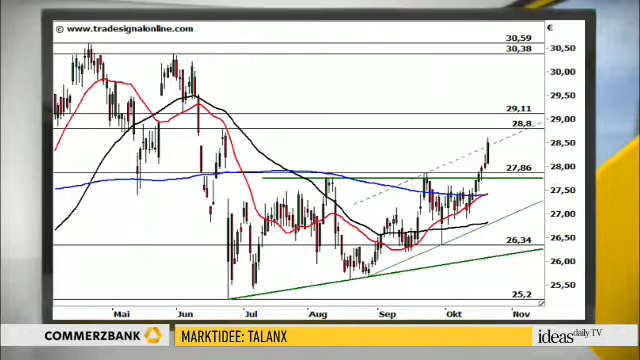 © www.tradesignalonline.com
€
30,59
30,50
30,38
30,00
29,50
29,11
29,00
28,8
28,50
28,00
27,86
27,50
27,00
26,50
26,34
26,00
25,50
25,2
Mai
Jun
Jul
Aug
Sep
Okt
Nov
COMMERZBANK
MARKTIDEE: TALANX
ideas daily TV